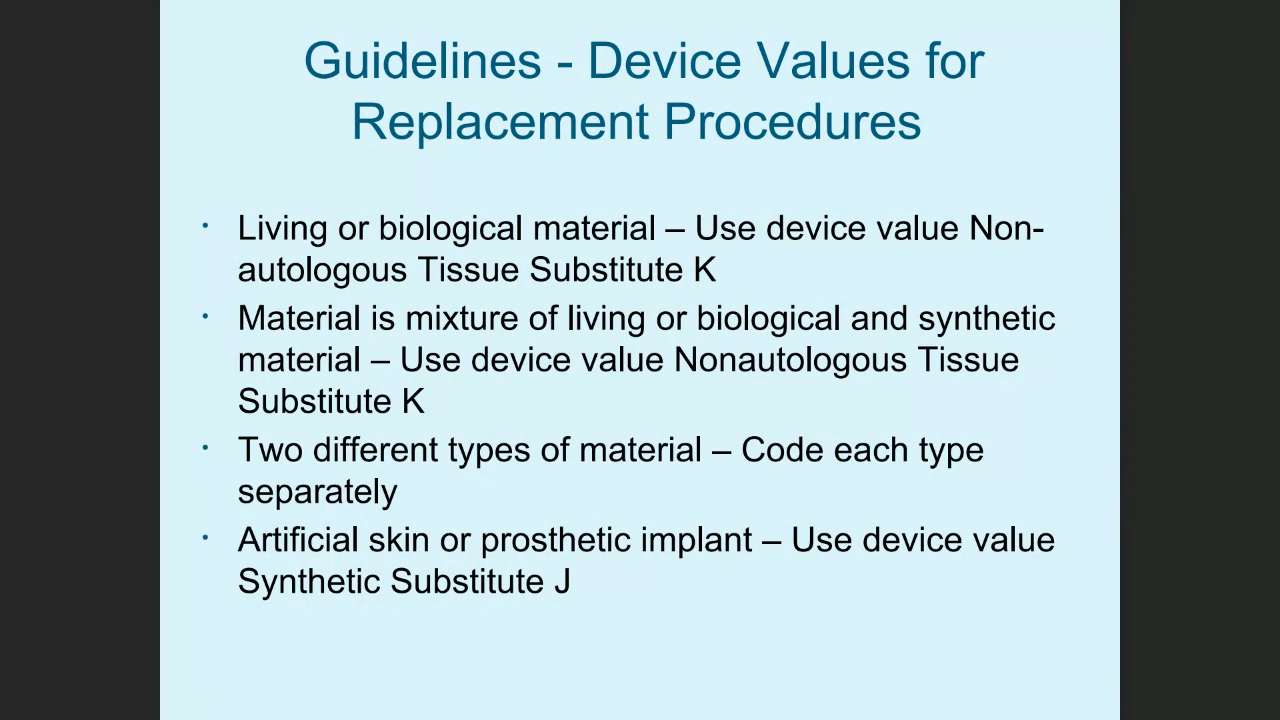 Guidelines - Device Values for
Replacement Procedures
• Living or biological material – Use device value Non-
autologous Tissue Substitute K
• Material is mixture of living or biological and synthetic
material – Use device value Nonautologous Tissue
Substitute K
• Two different types of material – Code each type
separately
• Artificial skin or prosthetic implant – Use device value
Synthetic Substitute J